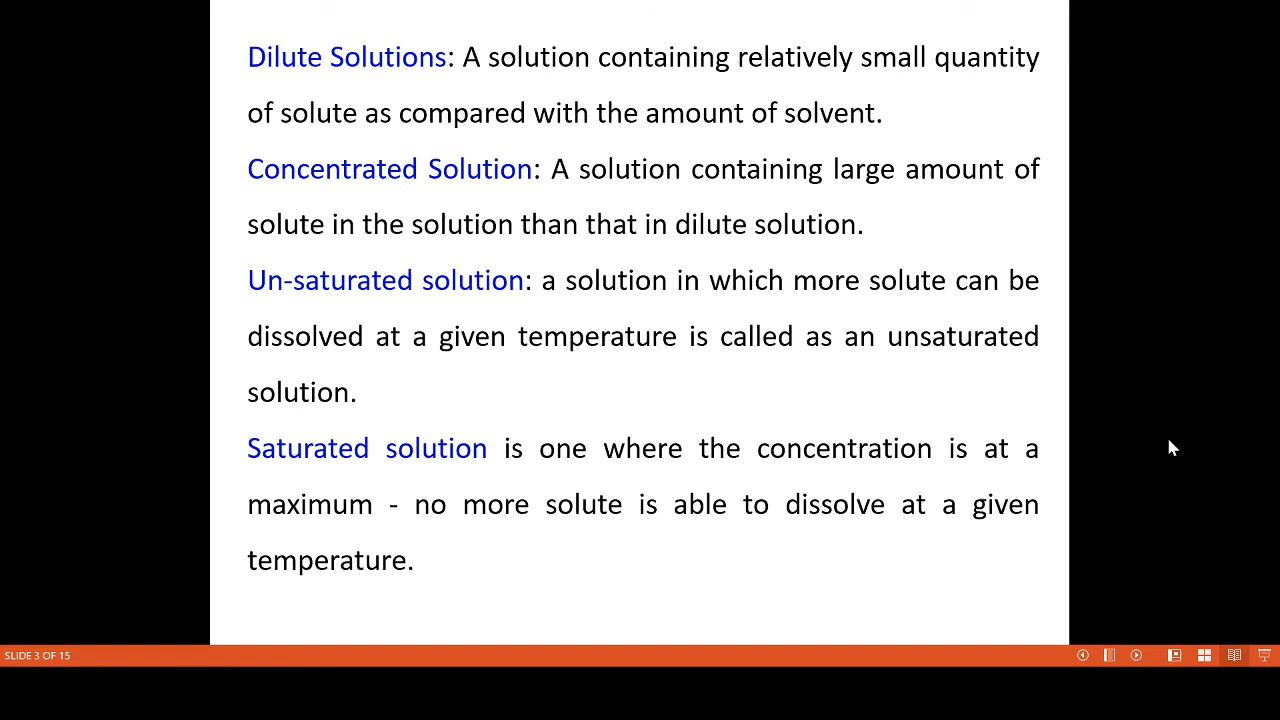 Dilute Solutions: A solution containing relatively small quantity
of solute as compared with the amount of solvent.
Concentrated Solution: A solution containing large amount of
solute in the solution than that in dilute solution.
Un-saturated solution: a solution in which more solute can be
dissolved at a given temperature is called as an unsaturated
solution.
Saturated solution is one where the concentration is at a
maximum - no more solute is able to dissolve at a given
temperature.
SLIDE 3 OF 15